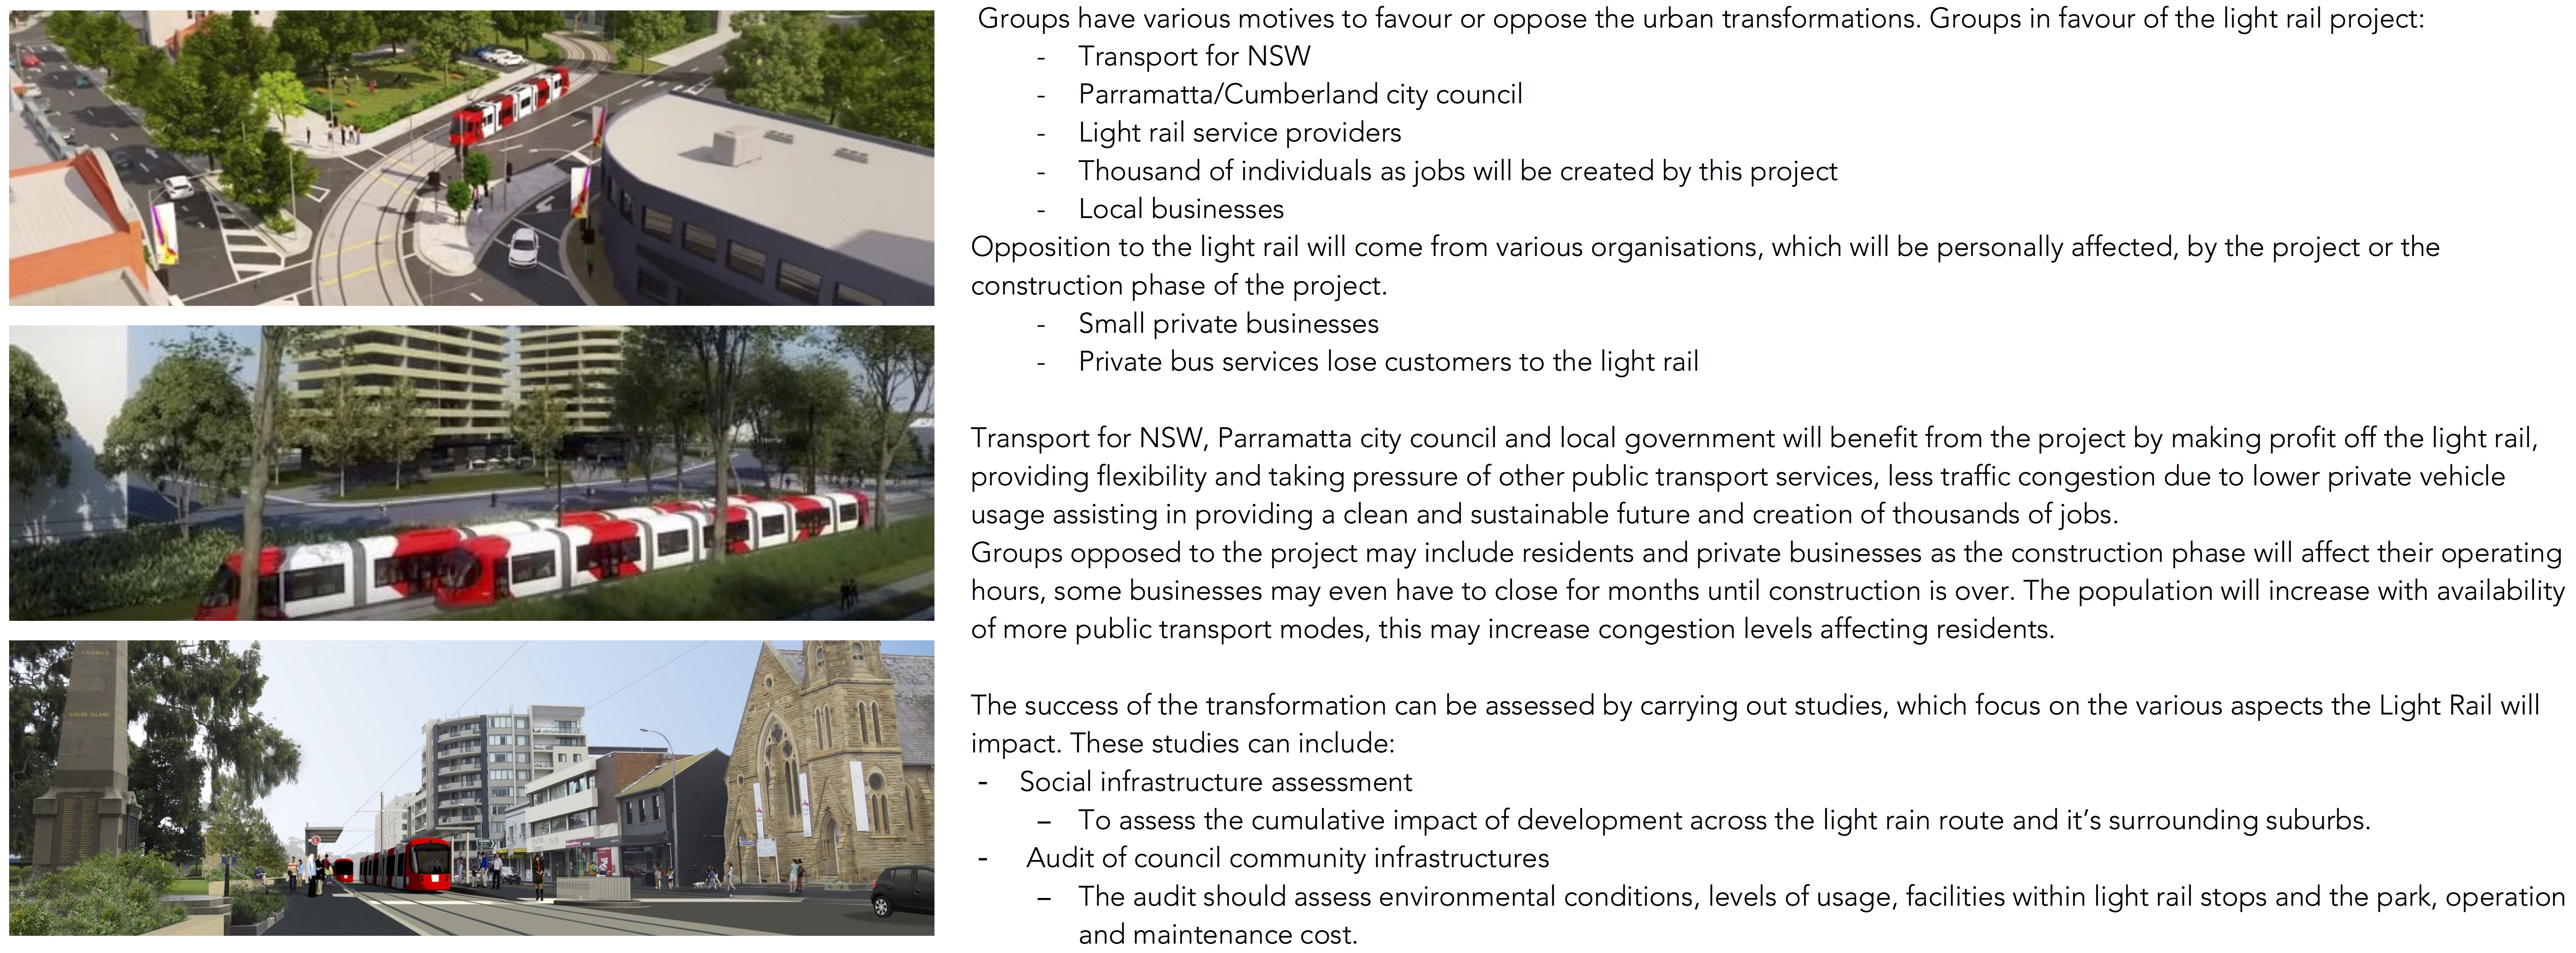 Groups have various motives to favour or oppose the urban transformations. Groups in favour of the light rail project:
- Transport for NSW
- Parramatta/Cumberland city council
- Light rail service providers
- Thousand of individuals as jobs will be created by this project
- Local businesses
Opposition to the light rail will come from various organisations, which will be personally affected, by the project or the
construction phase of the project.
- Small private businesses
- Private bus services lose customers to the light rail
Transport for NSW, Parramatta city council and local government will benefit from the project by making profit off the light rail,
providing flexibility and taking pressure of other public transport services, less traffic congestion due to lower private vehicle
usage assisting in providing a clean and sustainable future and creation of thousands of jobs.
Groups opposed to the project may include residents and private businesses as the construction phase will affect their operating
hours, some businesses may even have to close for months until construction is over. The population will increase with availability
of more public transport modes, this may increase congestion levels affecting residents.
The success of the transformation can be assessed by carrying out studies, which focus on the various aspects the Light Rail will
impact. These studies can include:
- Social infrastructure assessment
– To assess the cumulative impact of development across the light rain route and it’s surrounding suburbs.
- Audit of council community infrastructures
– The audit should assess environmental conditions, levels of usage, facilities within light rail stops and the park, operation
and maintenance cost.